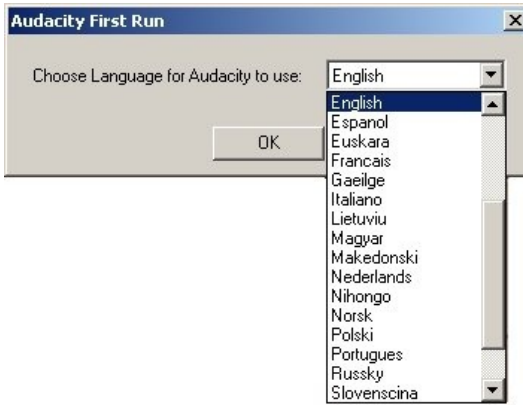 Audacity First Run
Choose Language for Audacity to use: English
English
Espanol
Euskara
Francais
Gaeilge
Italiano
Lietuviu
Magyar
Makedonski
Nederlands
Nihongo
Norsk
Polski
Portugues
Russky
Slovenscina
OK